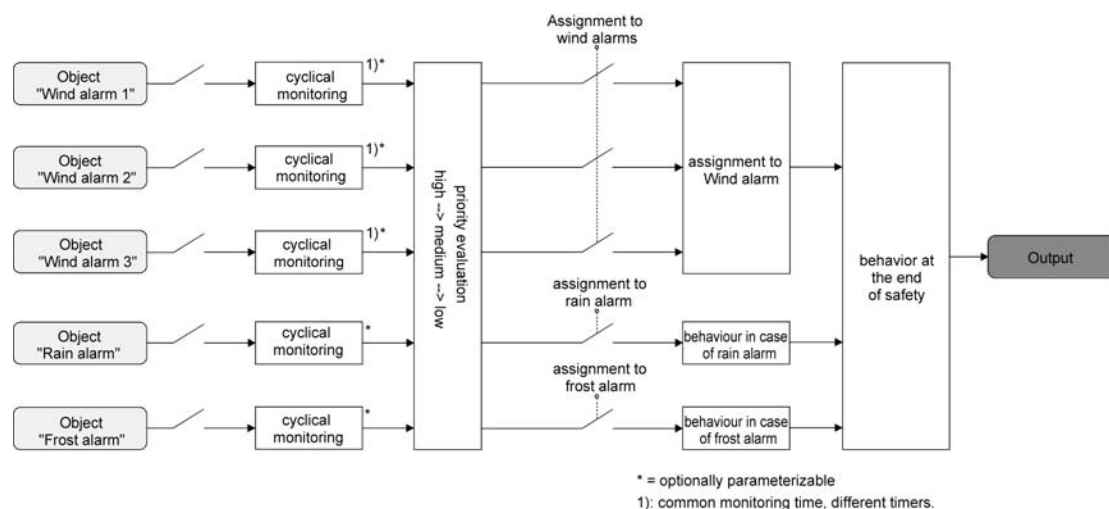 Assignment to
wind alarms
Object
"Wind alarm 1"
cyclical
monitoring
1)*
Object
"Wind alarm 2"
cyclical
monitoring
1)*
Object
"Wind alarm 3"
cyclical
monitoring
1)*
Object
"Rain alarm"
cyclical
monitoring
*
Object
"Frost alarm"
cyclical
monitoring
*
priority evaluation
high --> medium --> low
assignment to
Wind alarm
assignment to
rain alarm
behaviour in case
of rain alarm
assignment to
frost alarm
behaviour in case
of frost alarm
behavior at
the end
of safety
Output
* = optionally parameterizable
1): common monitoring time, different timers.